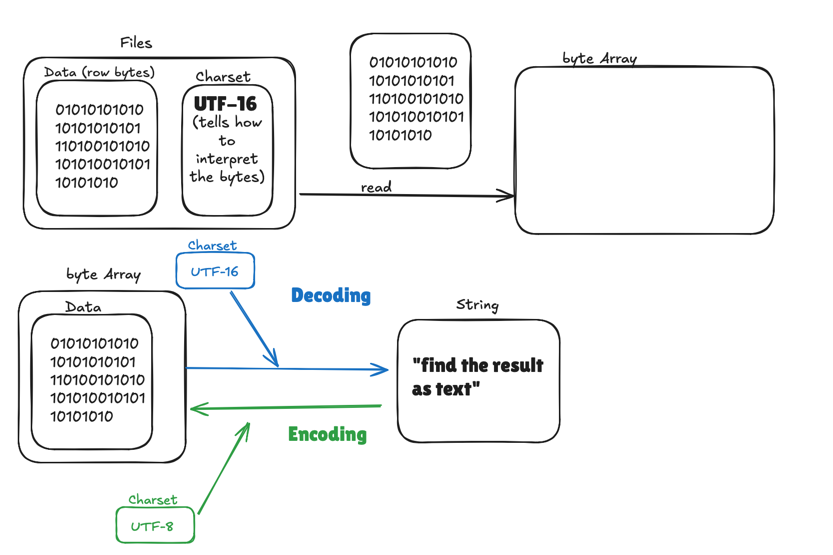 Files
Data (row bytes)
01010101010
10101010101
110100101010
101010010101
10101010
Charset
UTF-16
(tells how
to
interpret
the bytes)
01010101010
10101010101
110100101010
101010010101
10101010
read
byte Array
byte Array
Data
01010101010
10101010101
110100101010
101010010101
10101010
Charset
UTF-16
Decoding
String
"find the result
as text"
Encoding
Charset
UTF-8